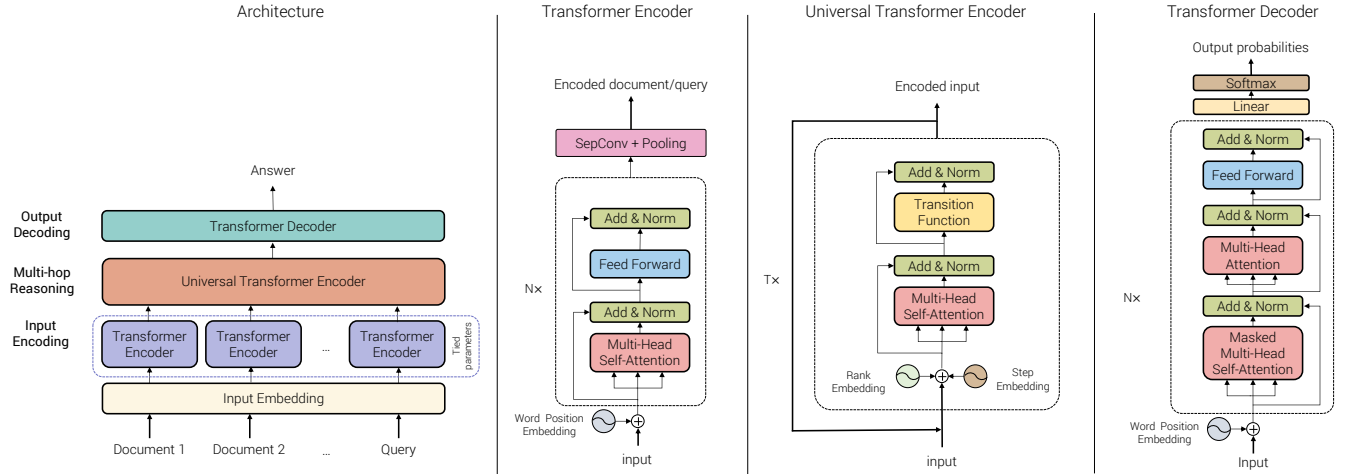 Architecture
Answer
Output
Decoding
Transformer Decoder
Multi-hop
Reasoning
Universal Transformer Encoder
Input
Encoding
Transformer
Encoder
Transformer
Encoder
...
Transformer
Encoder
Tied
parameters
Input Embedding
Document 1
Document 2
...
Query
Transformer Encoder
Encoded document/query
SepConv + Pooling
Add & Norm
Feed Forward
N×
Add & Norm
Multi-Head
Self-Attention
Word Position
Embedding
input
Universal Transformer Encoder
Encoded input
Add & Norm
Transition
Function
Add & Norm
T×
Multi-Head
Self-Attention
Rank
Embedding
Step
Embedding
input
Transformer Decoder
Output probabilities
Softmax
Linear
Add & Norm
Feed Forward
Add & Norm
Multi-Head
Attention
N×
Add & Norm
Masked
Multi-Head
Self-Attention
Word Position
Embedding
Input